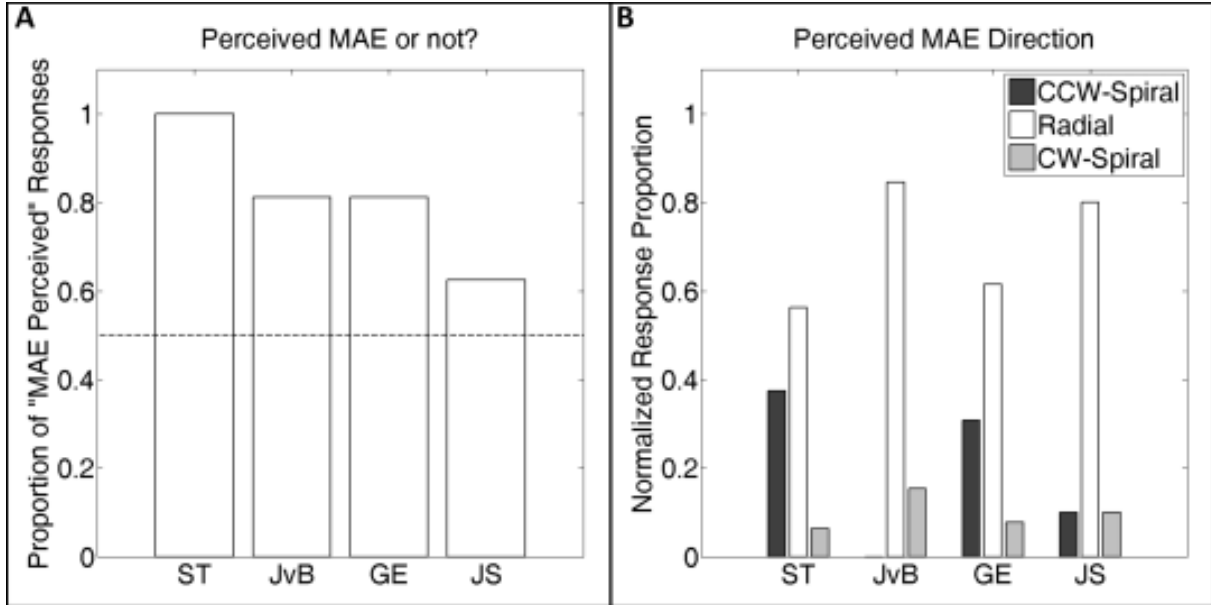 A
Perceived MAE or not?
Proportion of "MAE Perceived" Responses
1
0.8
0.6
0.4
0.2
0
ST JvB GE JS
B
Perceived MAE Direction
Normalized Response Proportion
1
0.8
0.6
0.4
0.2
0
CCW-Spiral
Radial
CW-Spiral
ST JvB GE JS